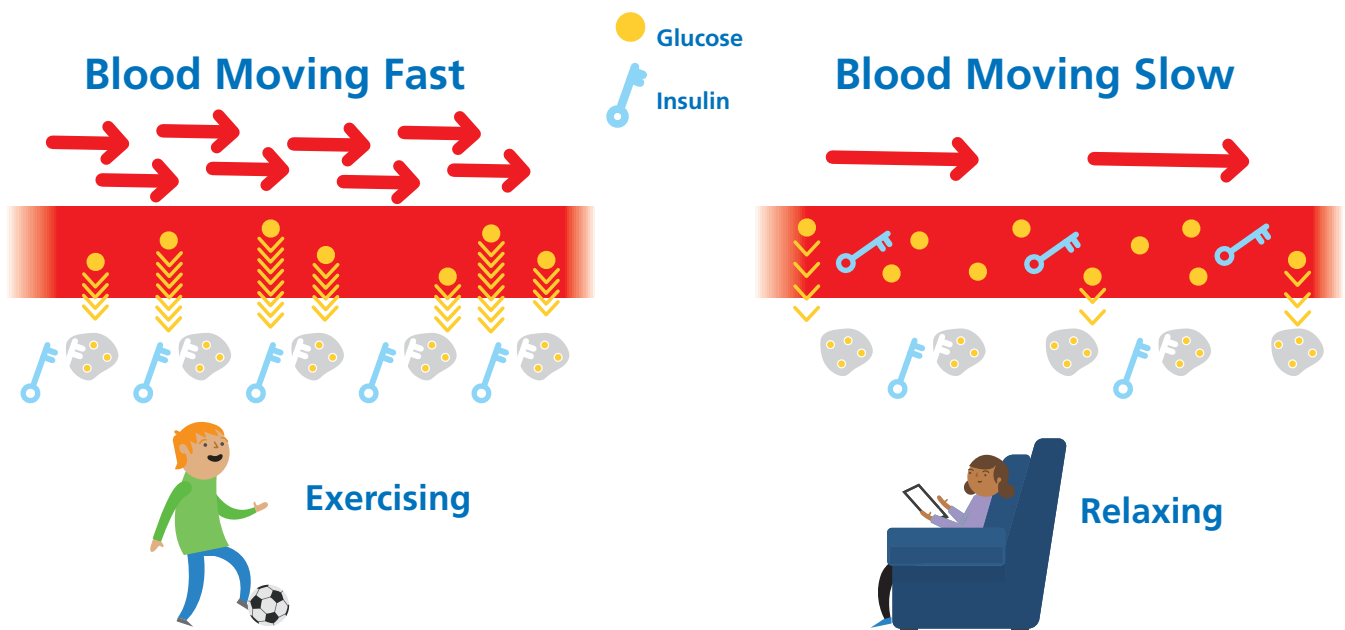 Blood Moving Fast
Glucose
Insulin
Blood Moving Slow
Exercising
Relaxing